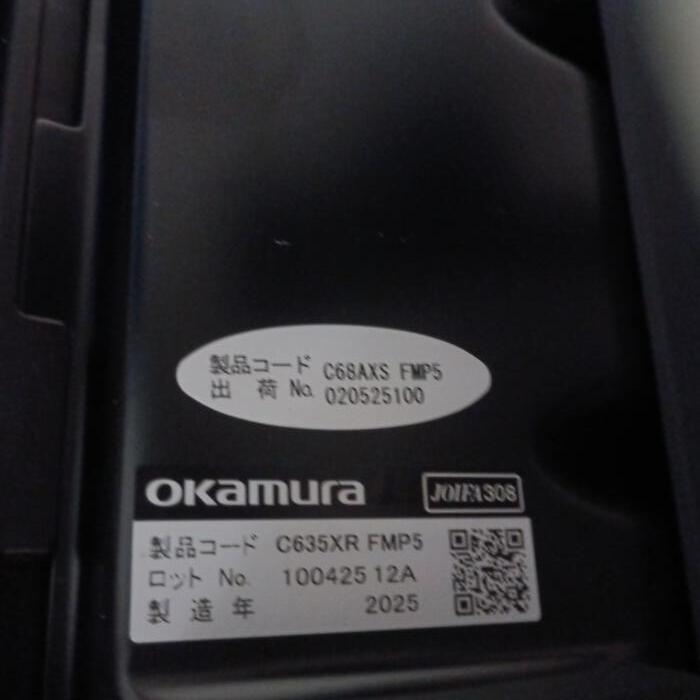 製品コード C68AXS FMP5
出荷 No. 020525100
OKamura JOIFA308
製品コード C635XR FMP5
ロット No. 100425 12A
製造年 2025